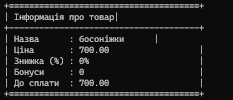 +========================================+
| Інформація про товар|
+----------------------------------------+
| Назва : босоніжки |
| Ціна : 700.00 |
| Знижка (%) : 0% |
| Бонуси : 0 |
| До сплати : 700.00 |
+========================================+